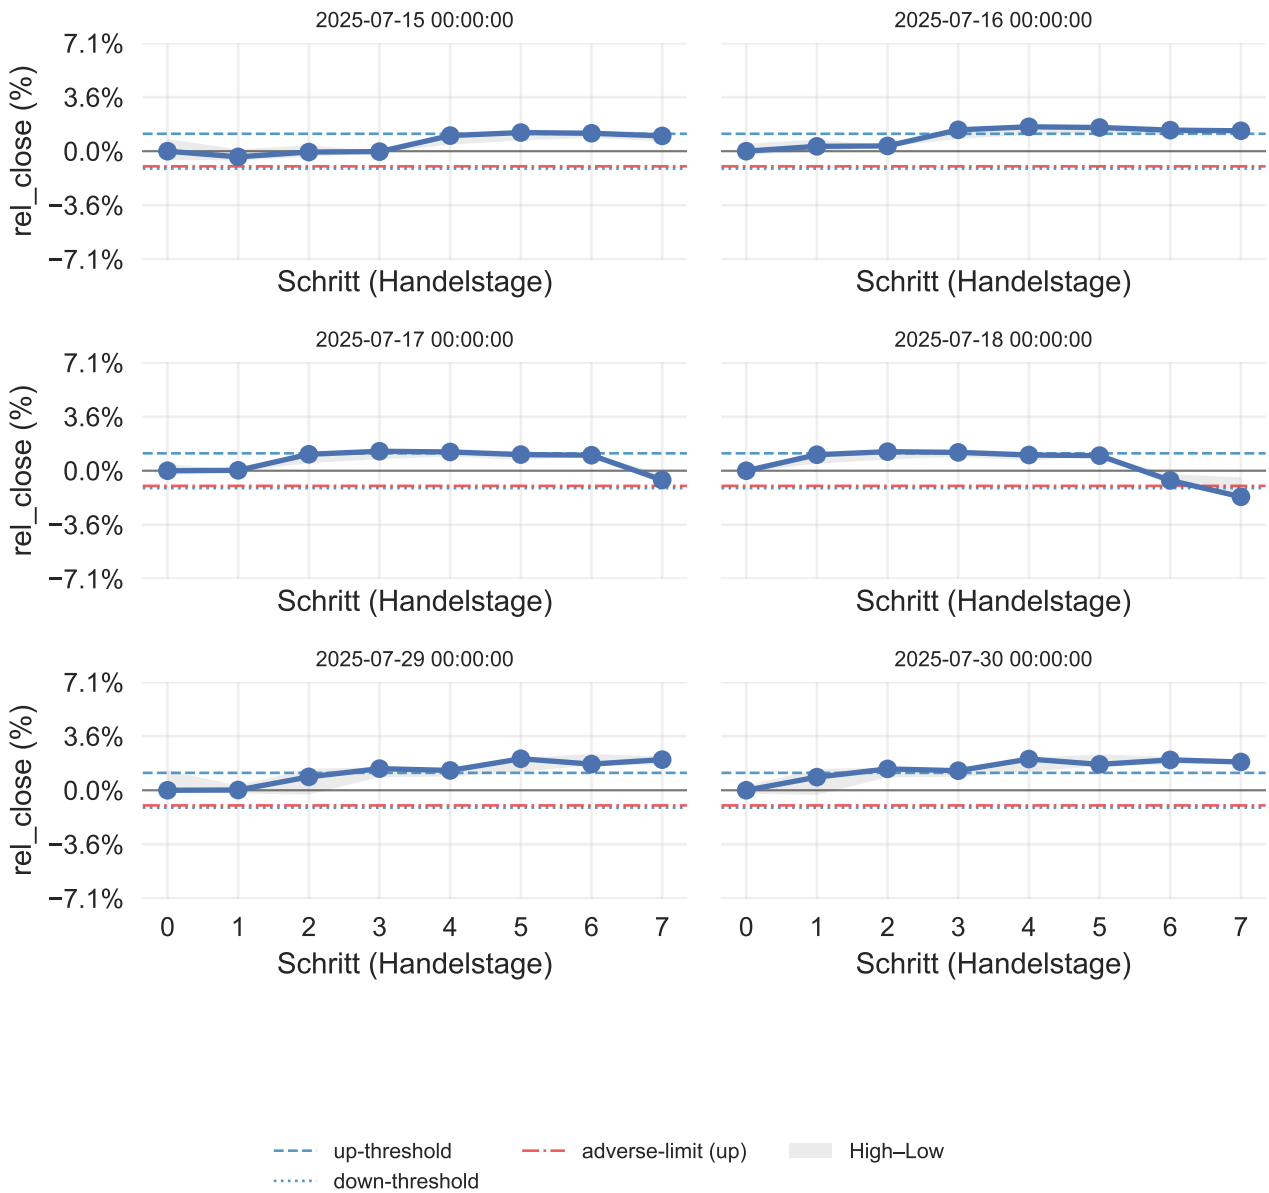 2025-07-15 00:00:00
2025-07-16 00:00:00
rel_close (%)
7.1%
3.6%
0.0%
−3.6%
−7.1%
Schritt (Handelstage)
Schritt (Handelstage)
2025-07-17 00:00:00
2025-07-18 00:00:00
rel_close (%)
7.1%
3.6%
0.0%
−3.6%
−7.1%
Schritt (Handelstage)
Schritt (Handelstage)
2025-07-29 00:00:00
2025-07-30 00:00:00
rel_close (%)
7.1%
3.6%
0.0%
−3.6%
−7.1%
0 1 2 3 4 5 6 7
0 1 2 3 4 5 6 7
Schritt (Handelstage)
Schritt (Handelstage)
up-threshold
down-threshold
adverse-limit (up)
High–Low